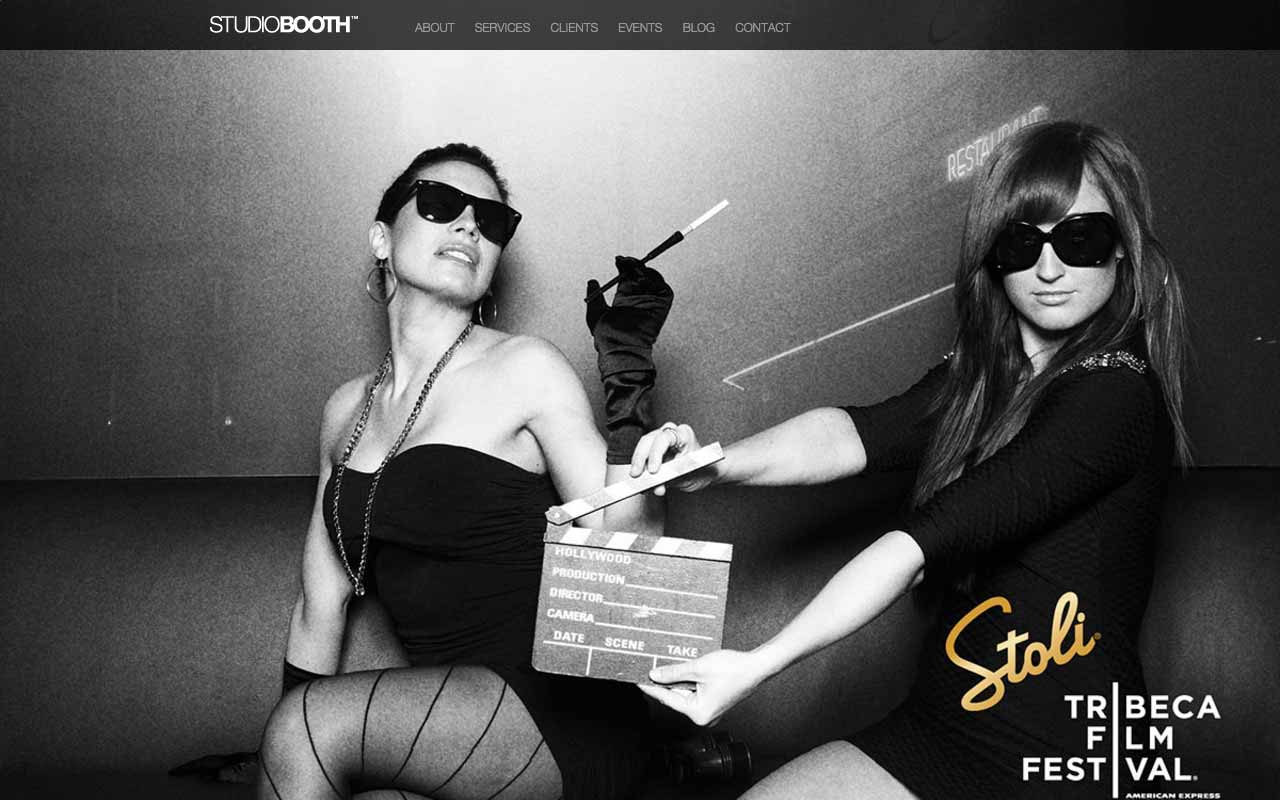 STUDIOBOOTH™
ABOUT SERVICES CLIENTS EVENTS BLOG CONTACT
RESTAURANT
HOLLYWOOD
PRODUCTION
DIRECTOR
CAMERA
DATE SCENE TAKE
Stoli®
TRIBECA
FILM
FESTIVAL®
AMERICAN EXPRESS